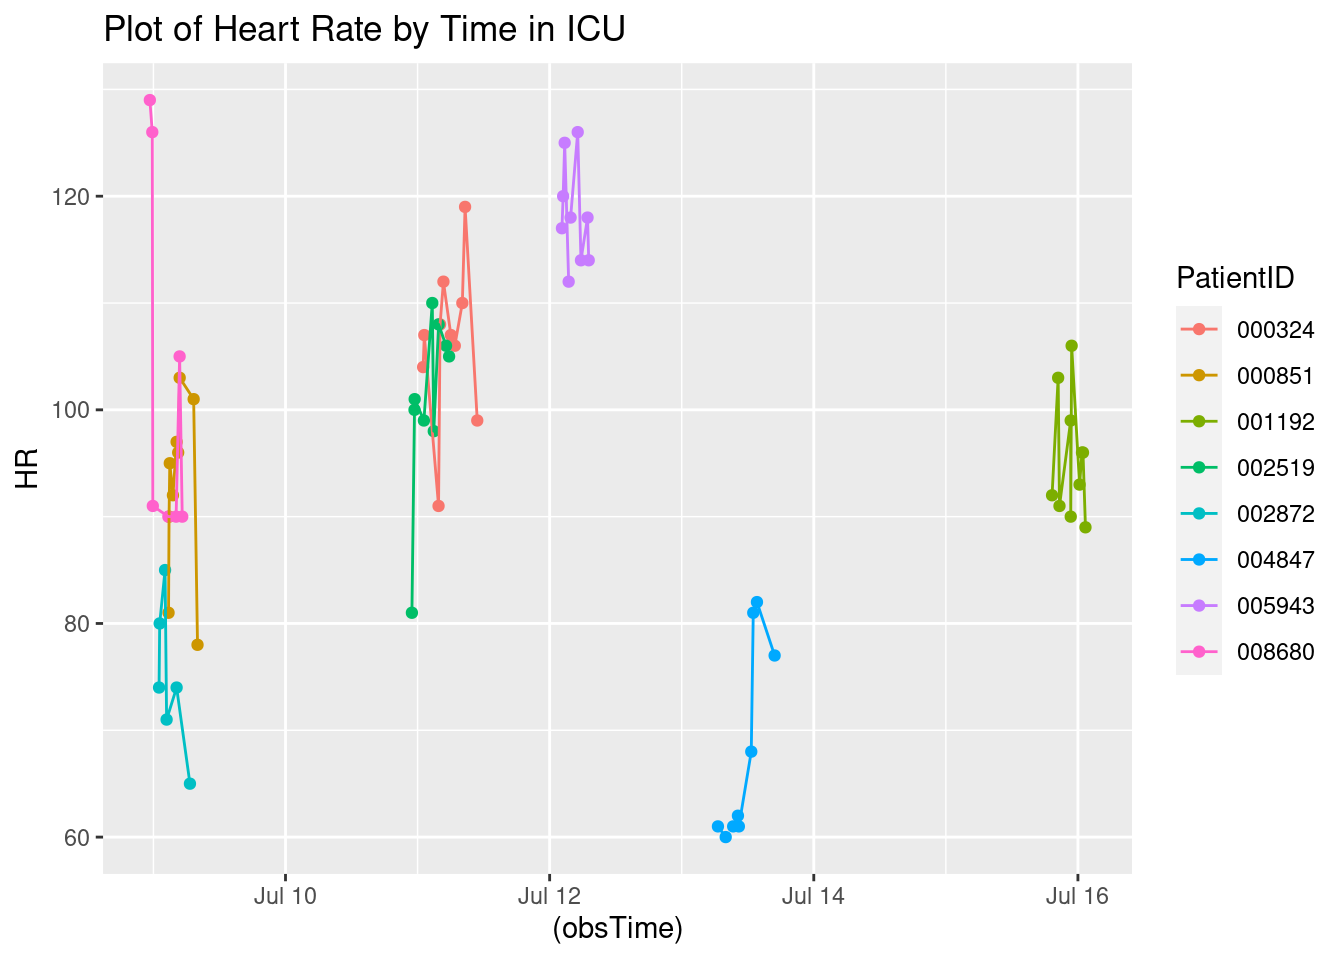 Plot of Heart Rate by Time in ICU
HR
120
100
80
60
Jul 10
Jul 12
Jul 14
Jul 16
(obsTime)
PatientID
000324
000851
001192
002519
002872
004847
005943
008680